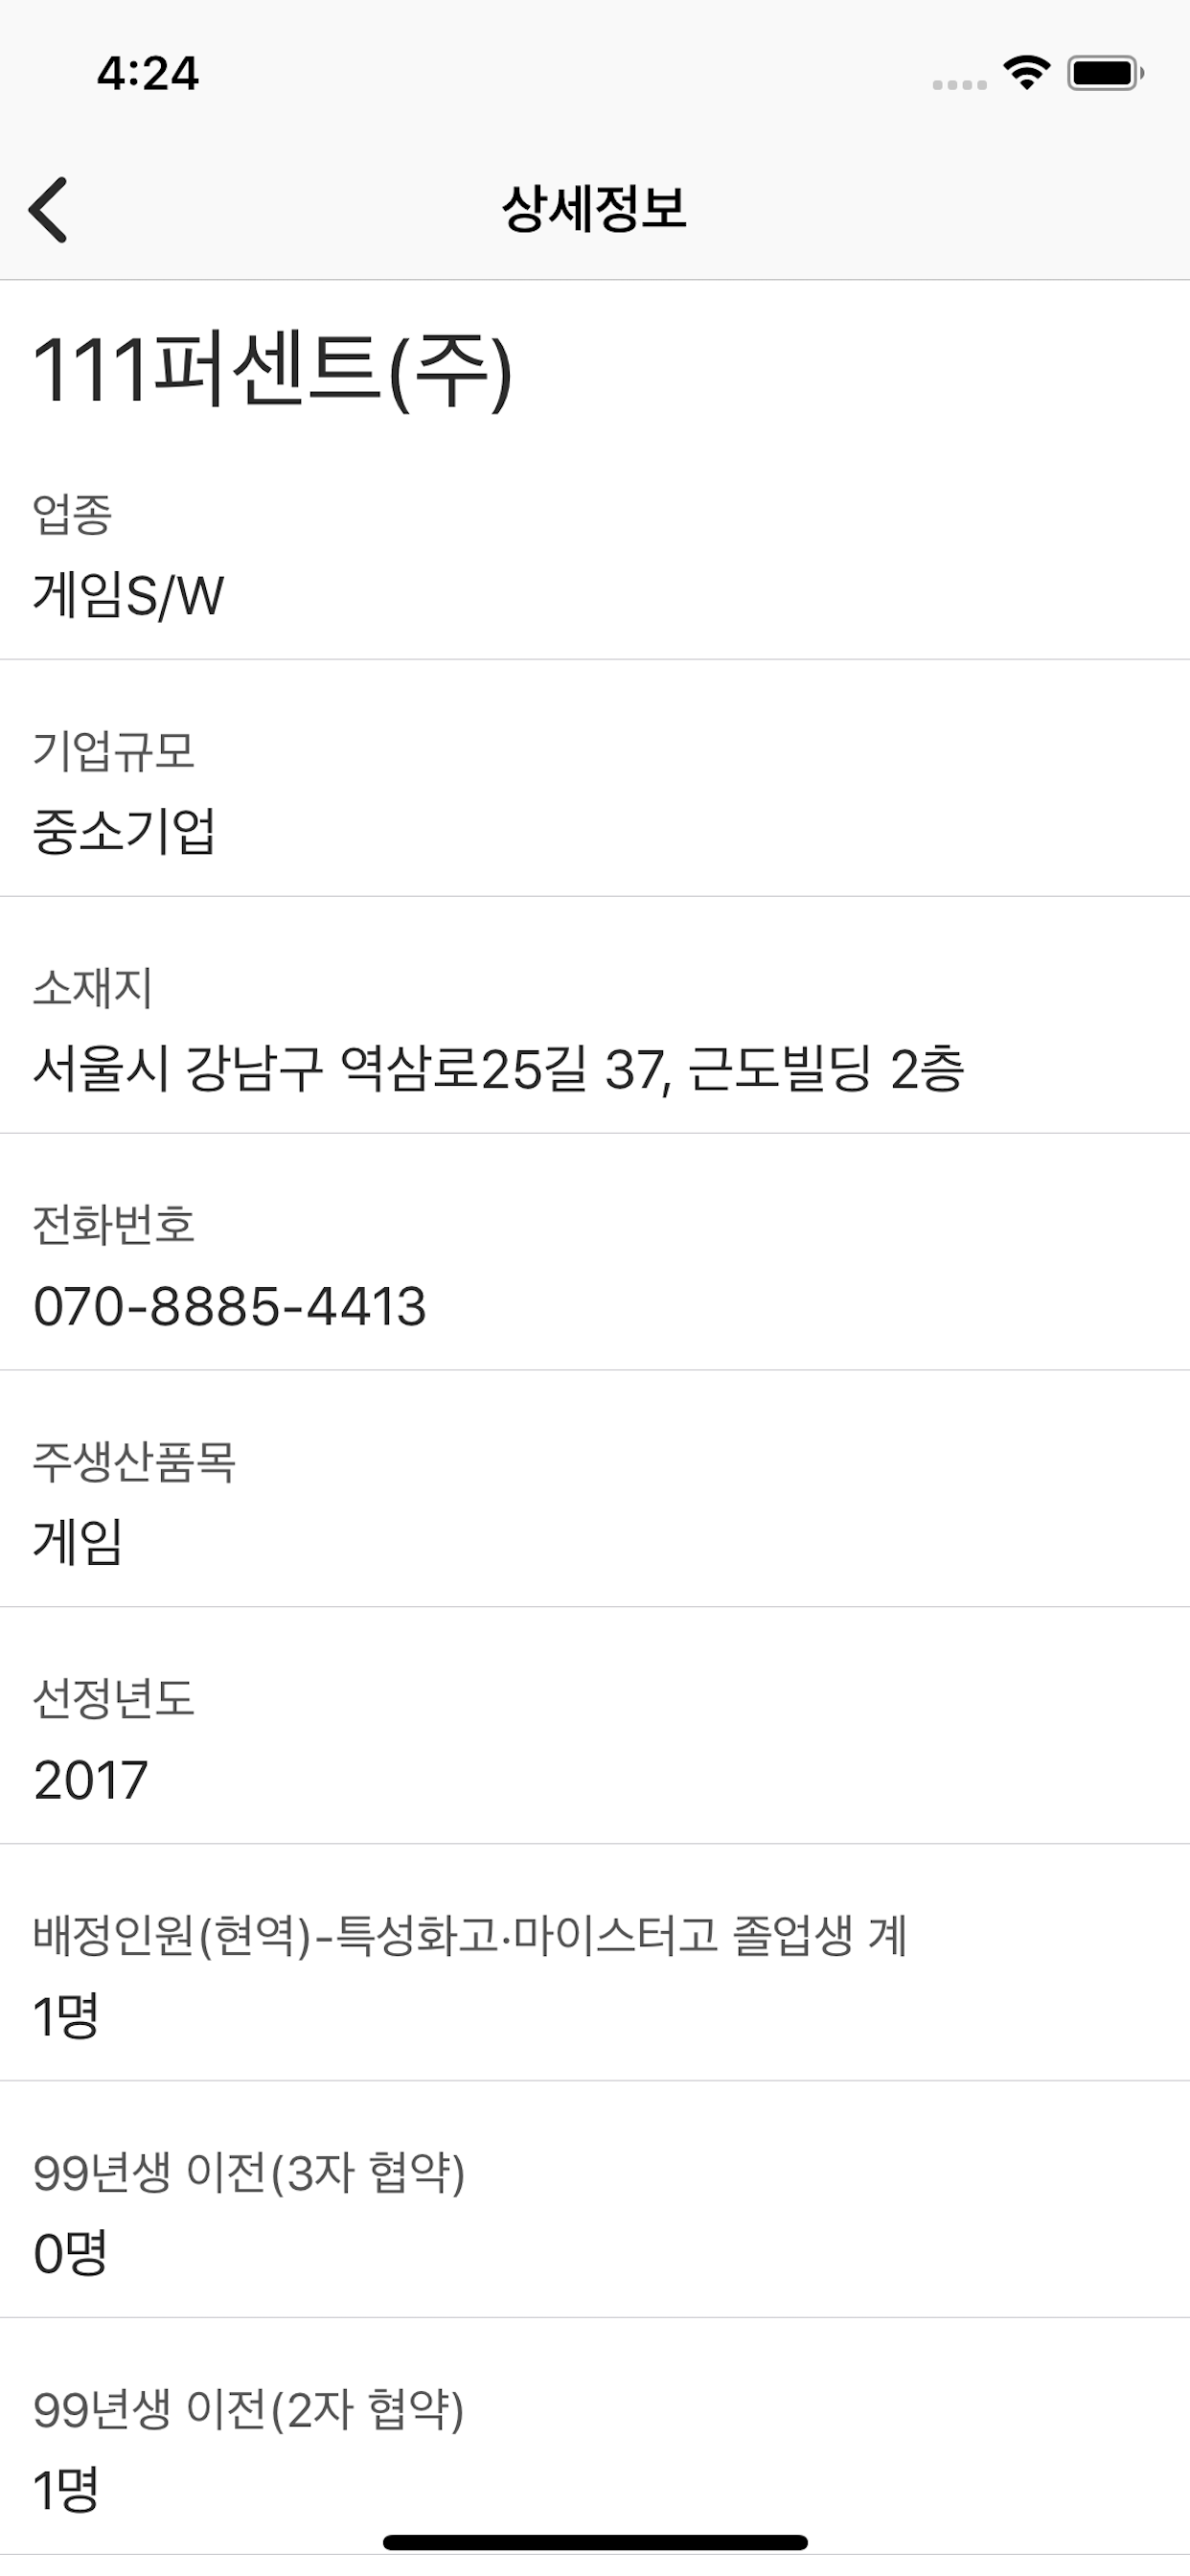 4:24
상세정보
111퍼센트(주)
업종
게임S/W
기업규모
중소기업
소재지
서울시 강남구 역삼로25길 37, 근도빌딩 2층
전화번호
070-8885-4413
주생산품목
게임
선정년도
2017
배정인원(현역)-특성화고·마이스터고 졸업생 계
1명
99년생 이전(3자 협약)
0명
99년생 이전(2자 협약)
1명